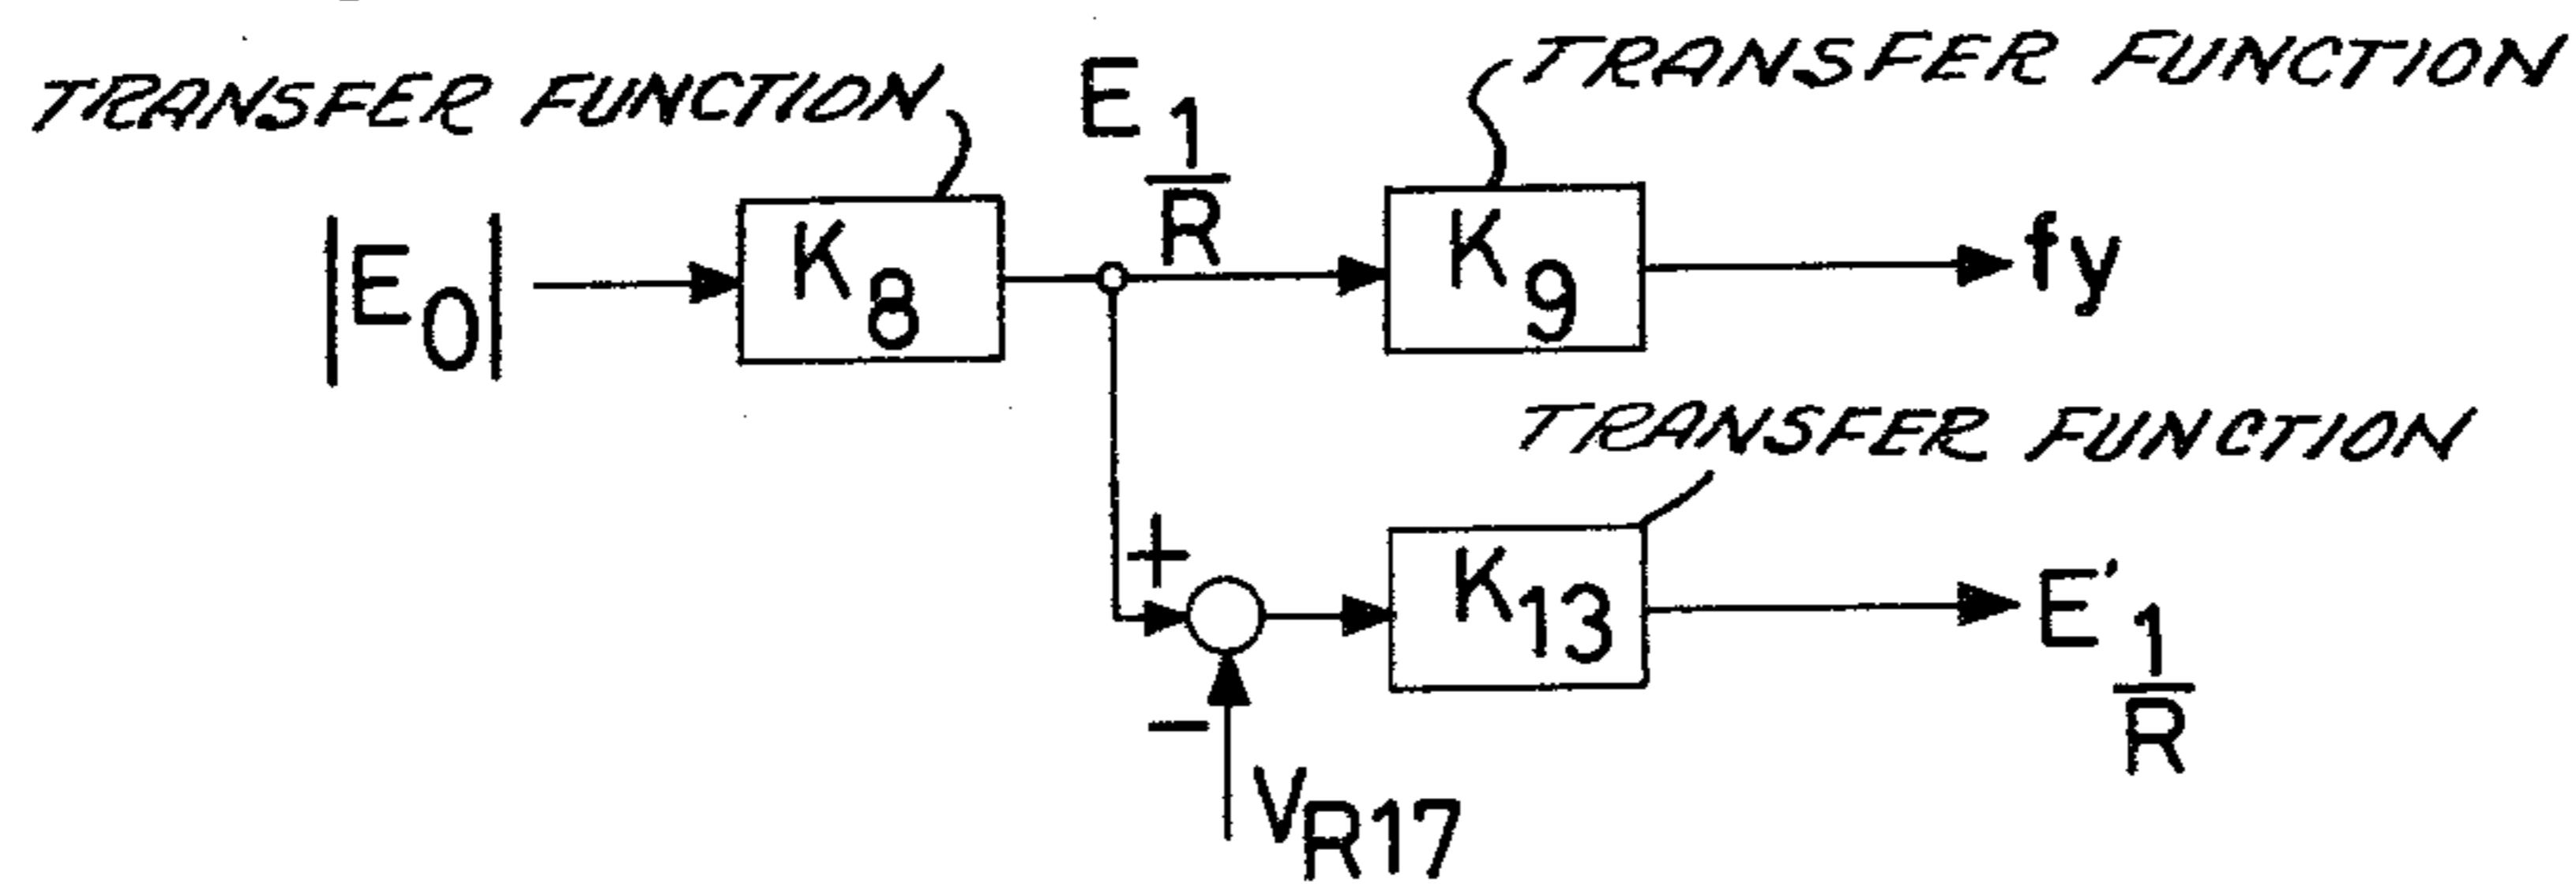 TRANSFER FUNCTION
E 1/R
TRANSFER FUNCTION
|E0|
K8
K9
fy
TRANSFER FUNCTION
+
K13
E' 1/R
−
VR17